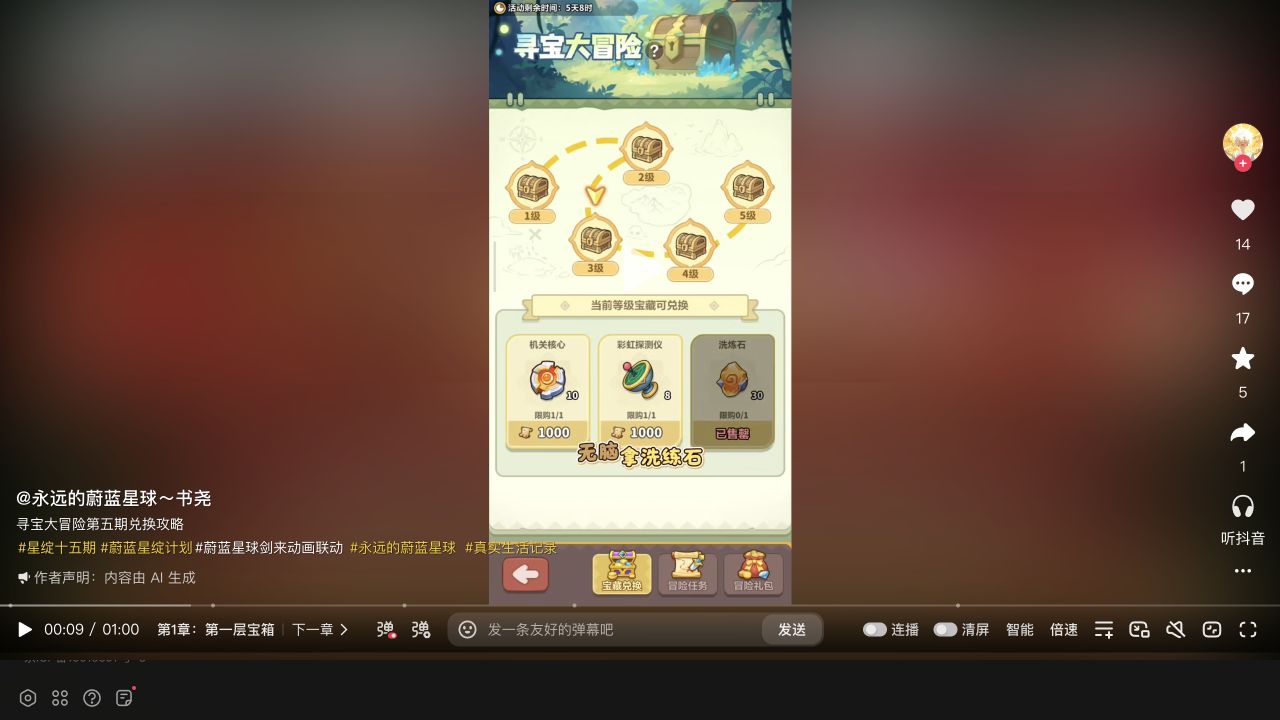 活动剩余时间：5天8时
寻宝大冒险
?
2级
1级
5级
3级
4级
当前等级宝藏可兑换
机关核心
彩虹探测仪
洗炼石
10
8
30
限购1/1
限购1/1
限购0/1
1000
1000
已售罄
无脑拿洗练石
宝藏兑换
冒险任务
冒险礼包
14
17
5
1
听抖音
@永远的蔚蓝星球～书尧
寻宝大冒险第五期兑换攻略
#星绽十五期 #蔚蓝星绽计划 #蔚蓝星球剑来动画联动 #永远的蔚蓝星球 #真实生活记录
作者声明：内容由 AI 生成
00:09 / 01:00
第1章：第一层宝箱
下一章
弹
弹
发一条友好的弹幕吧
发送
连播
清屏
智能
倍速